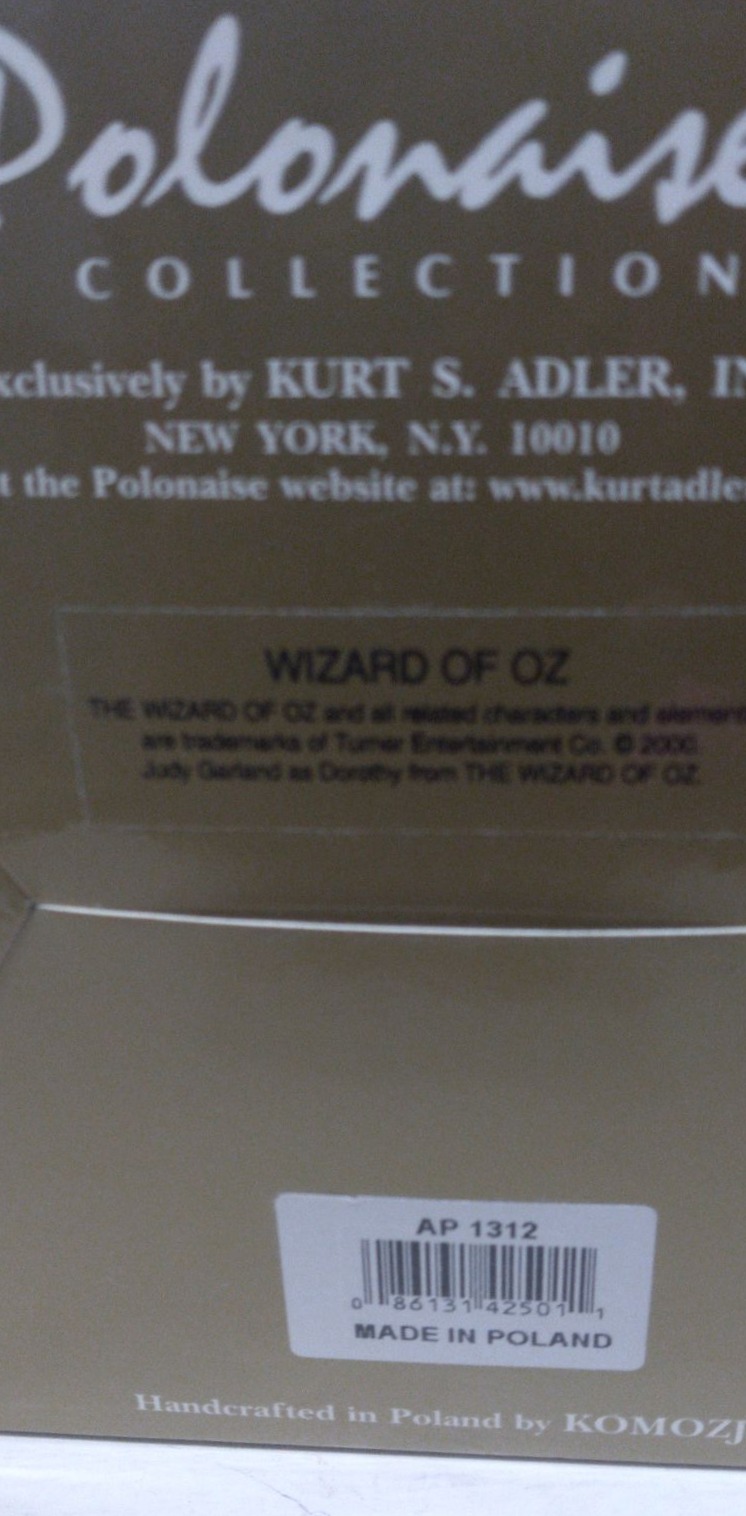 Polonaise
COLLECTION
xclusively by KURT S. ADLER, IN
NEW YORK, N.Y. 10010
t the Polonaise website at: www.kurtadle
WIZARD OF OZ
THE WIZARD OF OZ and all related characters and element
are trademarks of Turner Entertainment Co. © 2000.
Judy Garland as Dorothy from THE WIZARD OF OZ.
AP 1312
0 86131 42501 1
MADE IN POLAND
Handcrafted in Poland by KOMOZJ